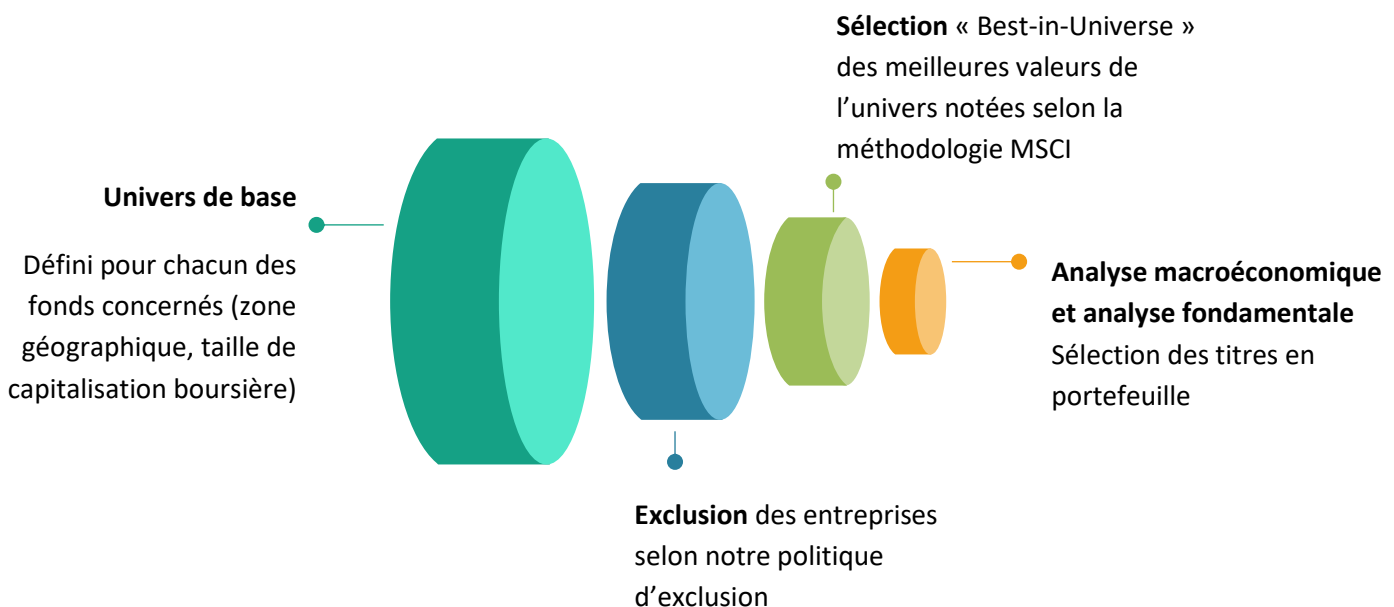 Univers de base
Défini pour chacun des
fonds concernés (zone
géographique, taille de
capitalisation boursière)
Exclusion des entreprises
selon notre politique
d’exclusion
Sélection « Best-in-Universe »
des meilleures valeurs de
l’univers notées selon la
méthodologie MSCI
Analyse macroéconomique
et analyse fondamentale
Sélection des titres en
portefeuille